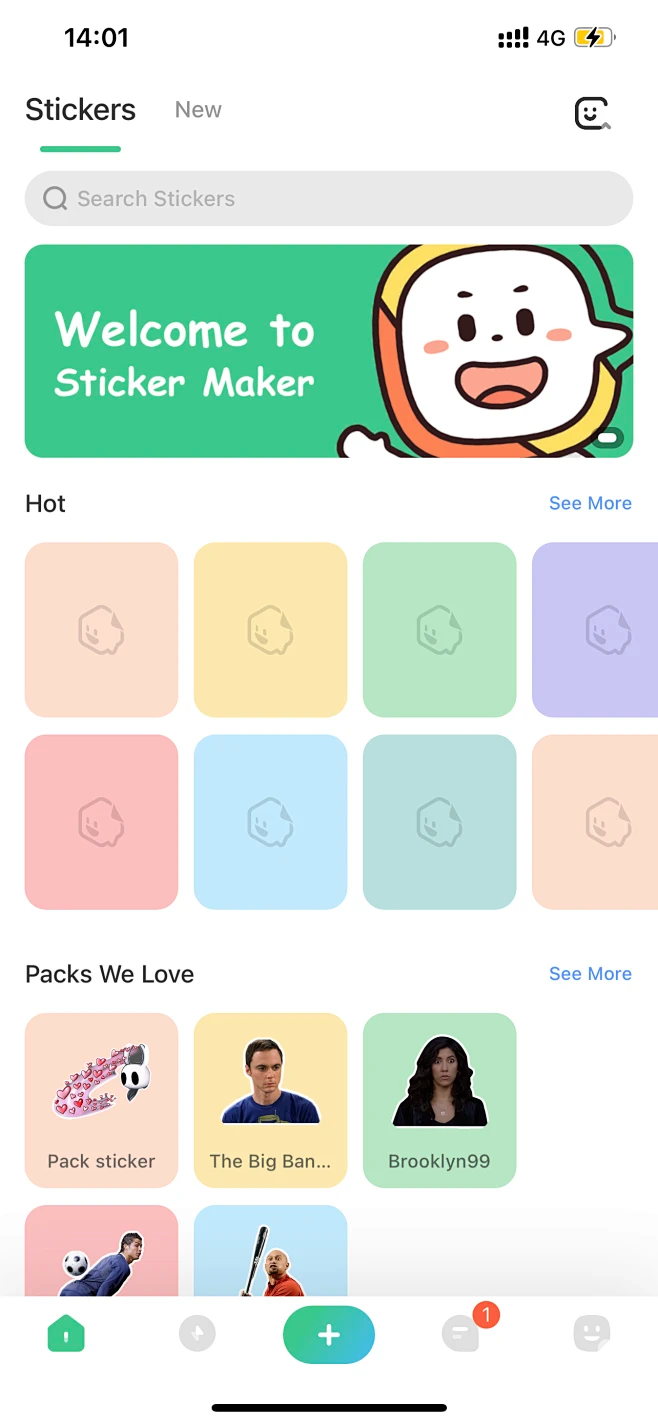 14:01
4G
Stickers
New
Search Stickers
Welcome to
Sticker Maker
Hot
See More
Packs We Love
See More
Pack sticker
The Big Ban...
Brooklyn99
1